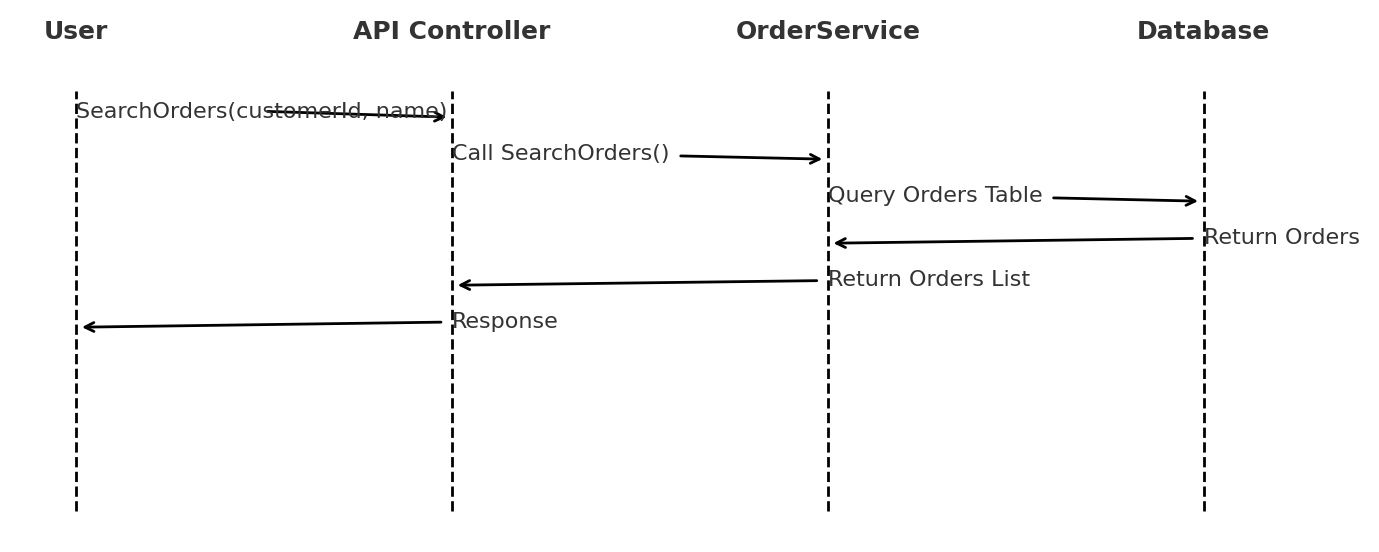 User
API Controller
OrderService
Database
SearchOrders(customerId, name)
Call SearchOrders()
Query Orders Table
Return Orders
Return Orders List
Response